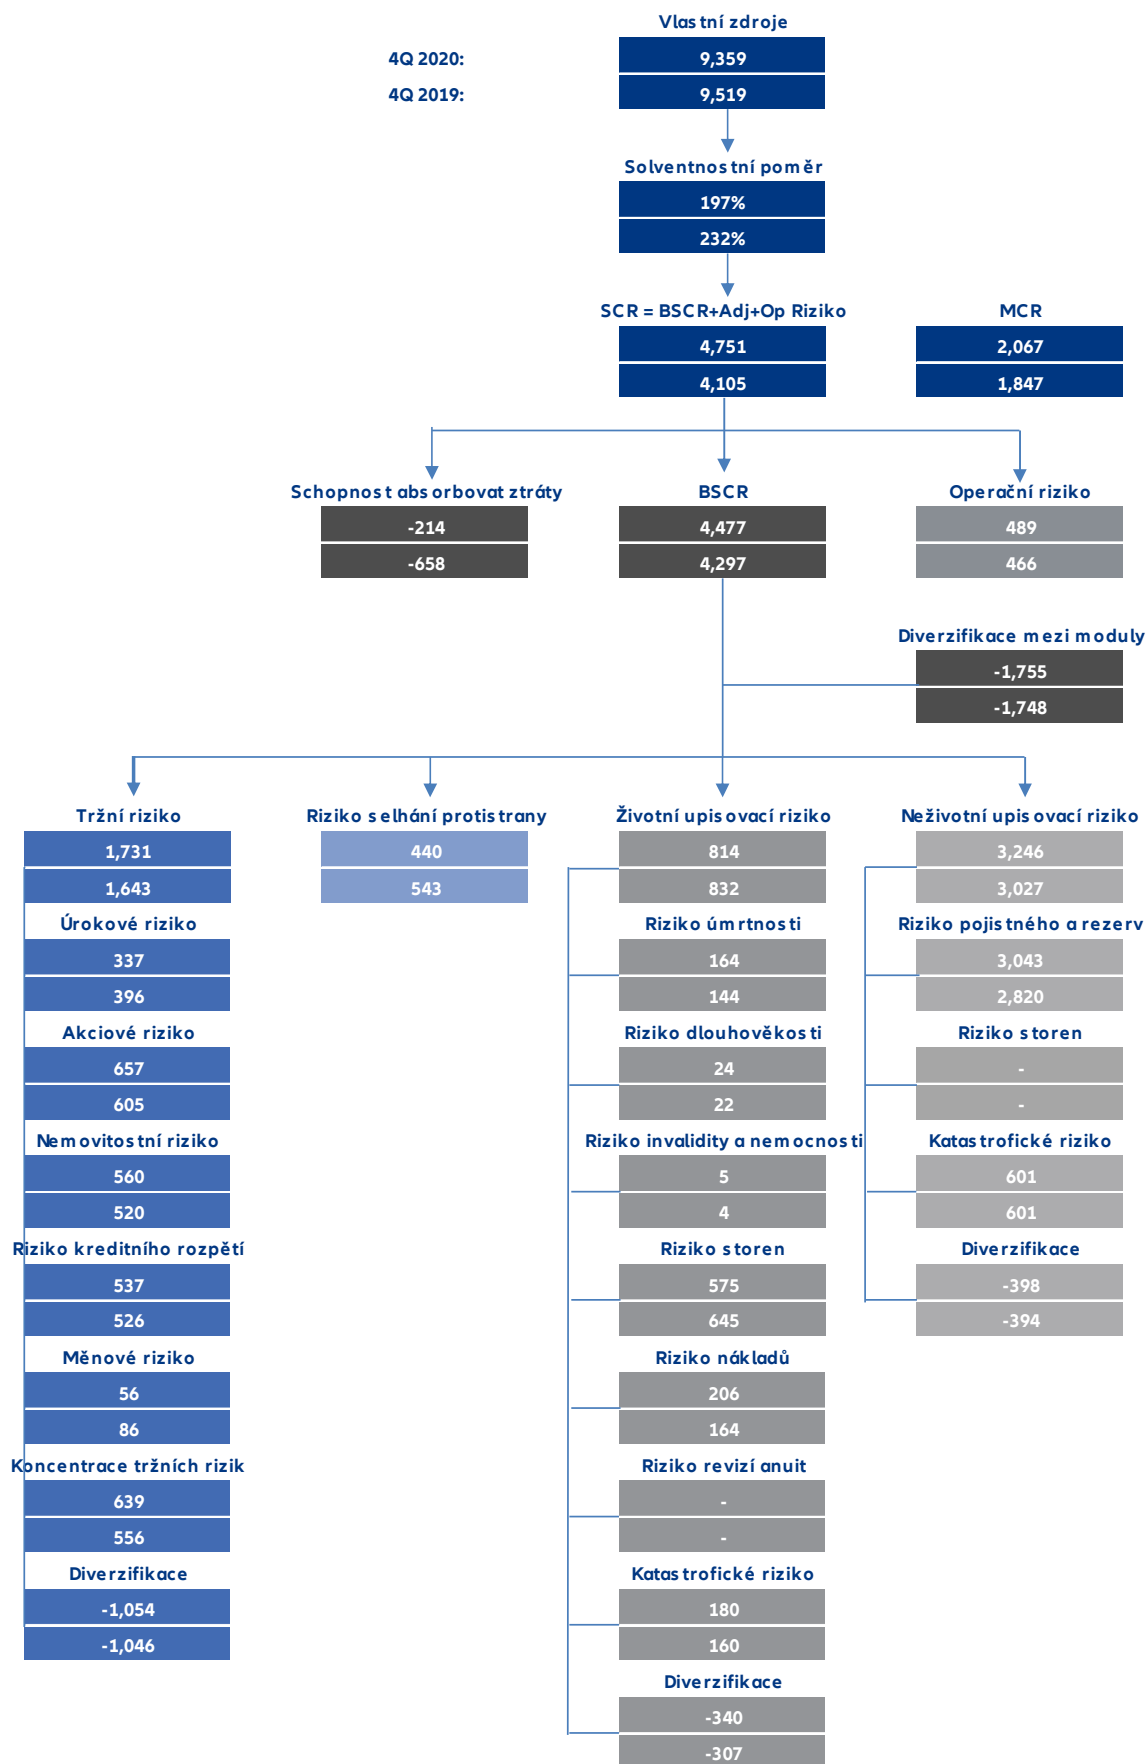 Vlastní zdroje
4Q 2020: 9,359
4Q 2019: 9,519
Solventnostní poměr
197%
232%
SCR = BSCR+Adj+Op Riziko MCR
4,751 2,067
4,105 1,847
Schopnost absorbovat ztráty BSCR Operační riziko
-214 4,477 489
-658 4,297 466
Diverzifikace mezi moduly
-1,755
-1,748
Tržní riziko Riziko selhání protistrany Životní upisovací riziko Neživotní upisovací riziko
1,731 440 814 3,246
1,643 543 832 3,027
Úrokové riziko Riziko úmrtnosti Riziko pojistného a rezerv
337 164 3,043
396 144 2,820
Akciové riziko Riziko dlouhověkosti Riziko storen
657 24 -
605 22 -
Nemovitostní riziko Riziko invalidity a nemocnosti Katastrofické riziko
560 5 601
520 4 601
Riziko kreditního rozpětí Riziko storen Diverzifikace
537 575 -398
526 645 -394
Měnové riziko Riziko nákladů
56 206
86 164
Koncentrace tržních rizik Riziko revizí anuit
639 -
556 -
Diverzifikace Katastrofické riziko
-1,054 180
-1,046 160
Diverzifikace
-340
-307